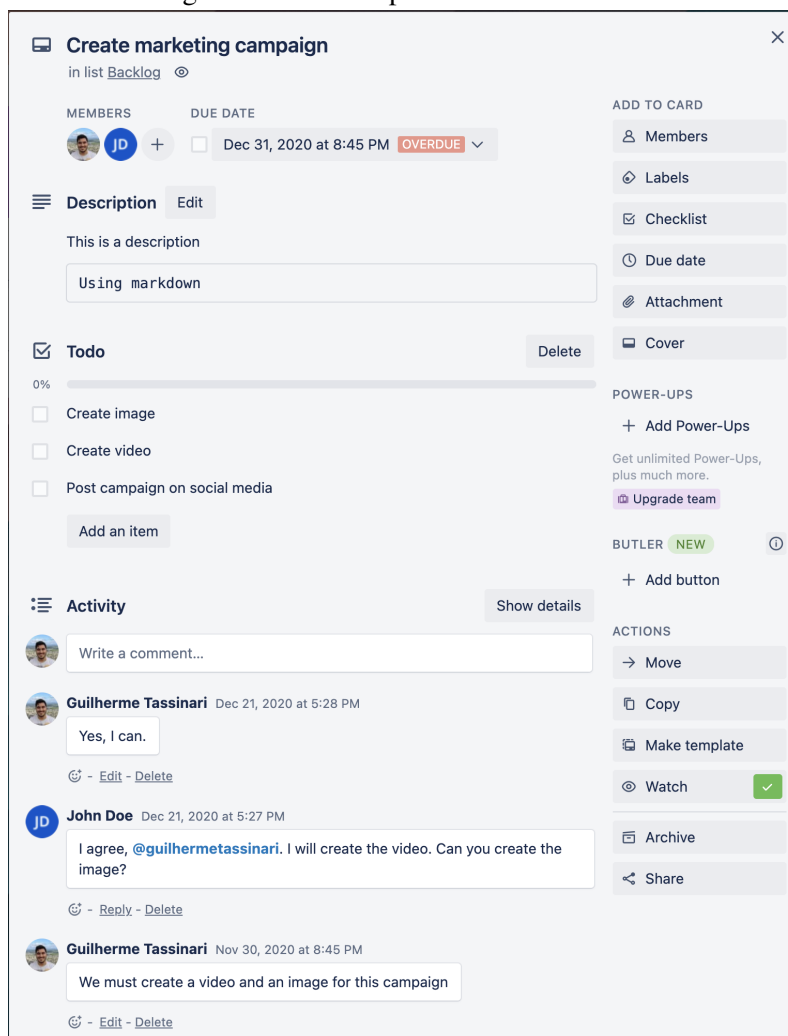 Create marketing campaign
in list Backlog
MEMBERS
DUE DATE
JD
Dec 31, 2020 at 8:45 PM OVERDUE
Description Edit
This is a description
Using markdown
Todo
Delete
0%
Create image
Create video
Post campaign on social media
Add an item
Activity
Show details
Write a comment...
Guilherme Tassinari Dec 21, 2020 at 5:28 PM
Yes, I can.
- Edit - Delete
JD
John Doe Dec 21, 2020 at 5:27 PM
I agree, @guilhermetassinari. I will create the video. Can you create the
image?
- Reply - Delete
Guilherme Tassinari Nov 30, 2020 at 8:45 PM
We must create a video and an image for this campaign
- Edit - Delete
ADD TO CARD
Members
Labels
Checklist
Due date
Attachment
Cover
POWER-UPS
Add Power-Ups
Get unlimited Power-Ups,
plus much more.
Upgrade team
BUTLER NEW
Add button
ACTIONS
Move
Copy
Make template
Watch
Archive
Share